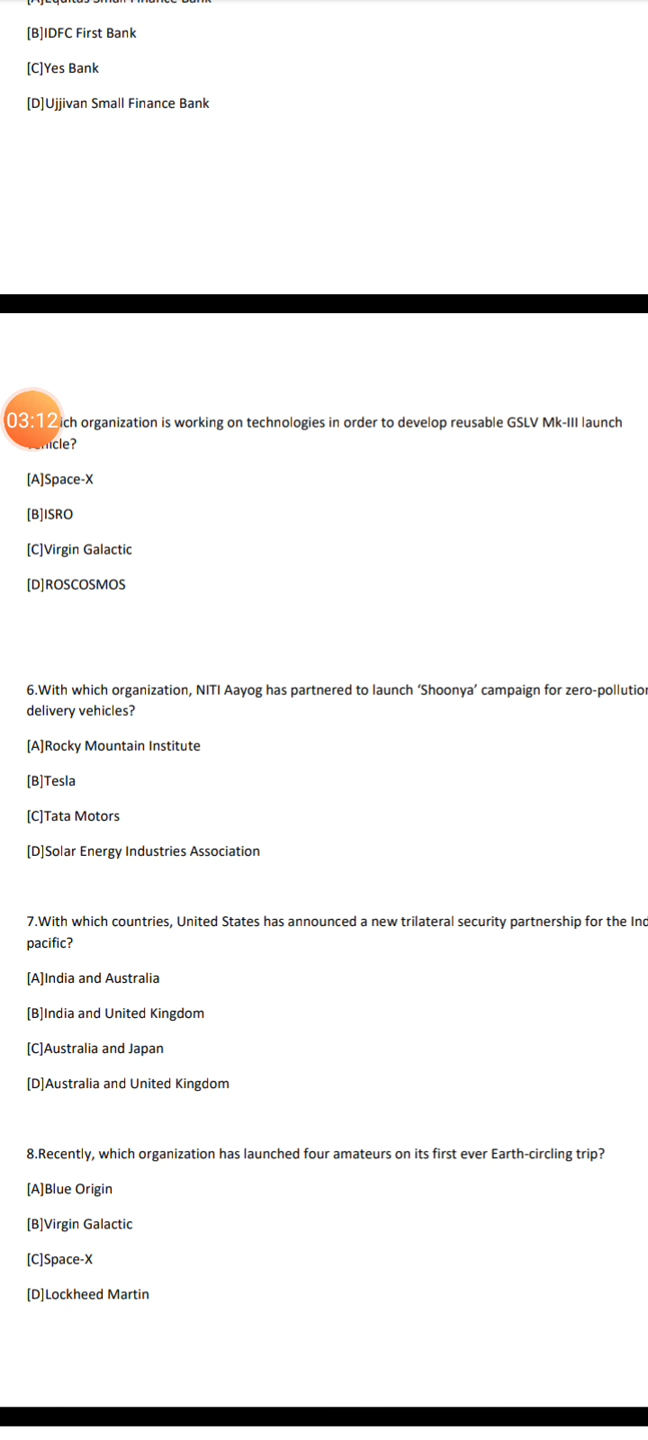 [B]IDFC First Bank
[C]Yes Bank
[D]Ujjivan Small Finance Bank
03:12
organization is working on technologies in order to develop reusable GSLV Mk-III launch
[A]Space-X
[B]ISRO
[C]Virgin Galactic
[D]ROSCOSMOS
6.With which organization, NITI Aayog has partnered to launch ‘Shoonya’ campaign for zero-pollution
delivery vehicles?
[A]Rocky Mountain Institute
[B]Tesla
[C]Tata Motors
[D]Solar Energy Industries Association
7.With which countries, United States has announced a new trilateral security partnership for the Ind
pacific?
[A]India and Australia
[B]India and United Kingdom
[C]Australia and Japan
[D]Australia and United Kingdom
8.Recently, which organization has launched four amateurs on its first ever Earth-circling trip?
[A]Blue Origin
[B]Virgin Galactic
[C]Space-X
[D]Lockheed Martin